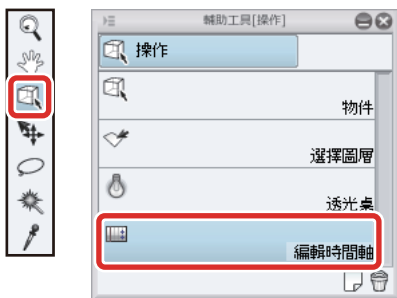 輔助工具[操作]
操作
物件
選擇圖層
透光桌
編輯時間軸